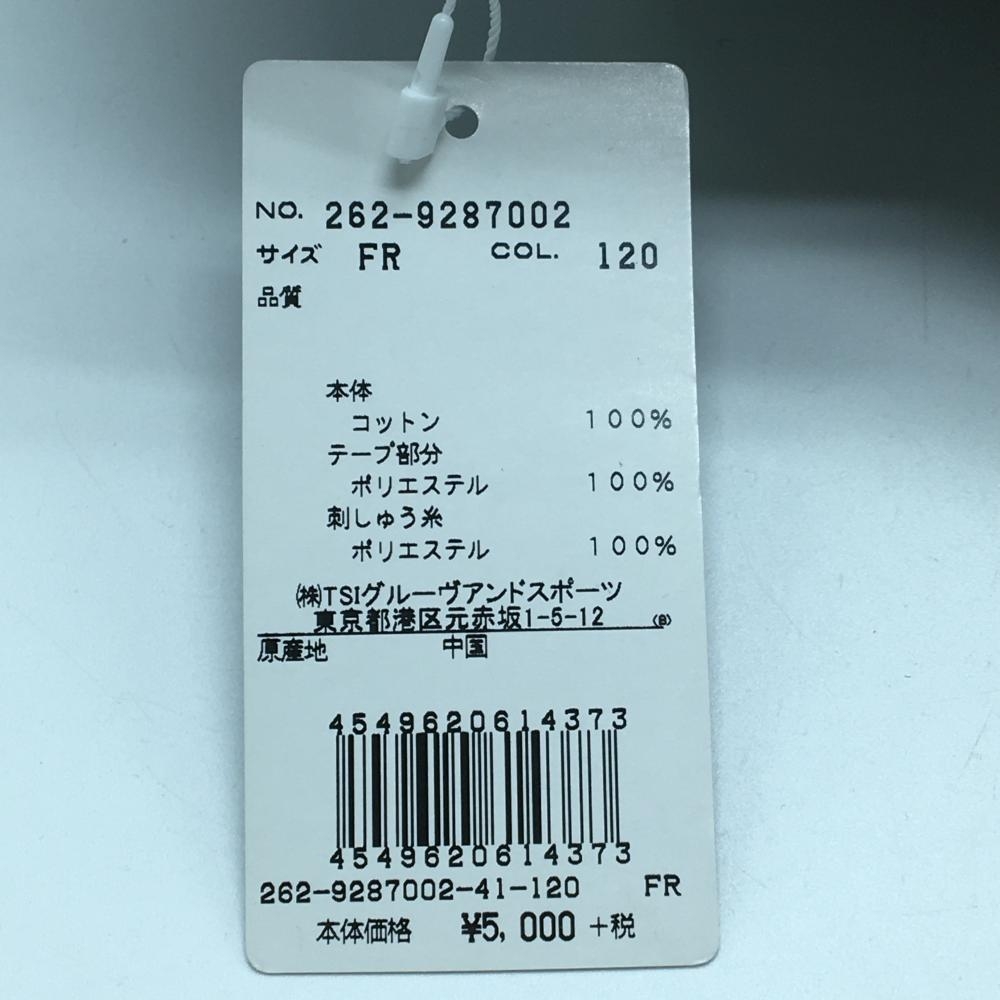 NO. 262-9287002
サイズ FR COL. 120
品質
本体
コットン 100%
テープ部分
ポリエステル 100%
刺しゅう糸
ポリエステル 100%
㈱TSIグルーヴアンドスポーツ
東京都港区元赤坂1-5-12 (B)
原産地 中国
4549620614373
4549620614373
262-9287002-41-120 FR
本体価格 ¥5,000 +税